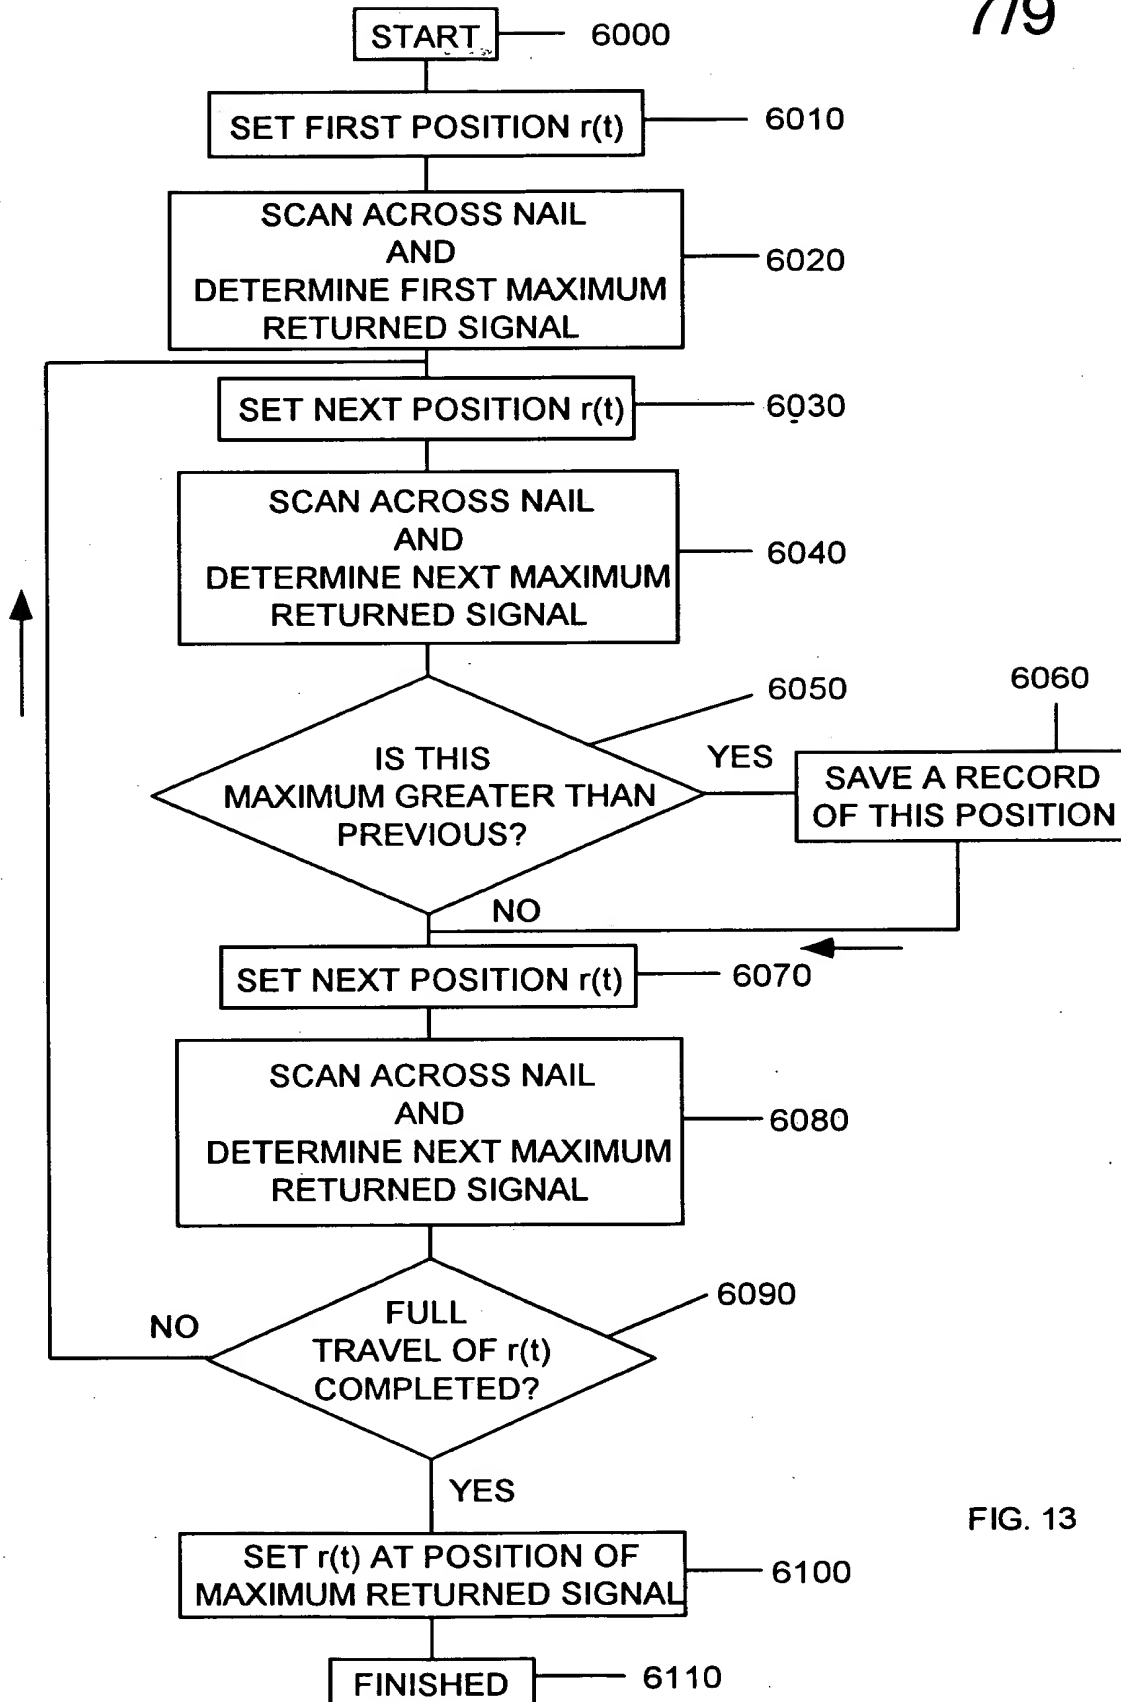 7/9
START
6000
SET FIRST POSITION r(t)
6010
SCAN ACROSS NAIL
AND
DETERMINE FIRST MAXIMUM
RETURNED SIGNAL
6020
SET NEXT POSITION r(t)
6030
SCAN ACROSS NAIL
AND
DETERMINE NEXT MAXIMUM
RETURNED SIGNAL
6040
6050
IS THIS
MAXIMUM GREATER THAN
PREVIOUS?
YES
6060
SAVE A RECORD
OF THIS POSITION
NO
SET NEXT POSITION r(t)
6070
SCAN ACROSS NAIL
AND
DETERMINE NEXT MAXIMUM
RETURNED SIGNAL
6080
6090
FULL
TRAVEL OF r(t)
COMPLETED?
NO
YES
SET r(t) AT POSITION OF
MAXIMUM RETURNED SIGNAL
6100
FINISHED
6110
FIG. 13